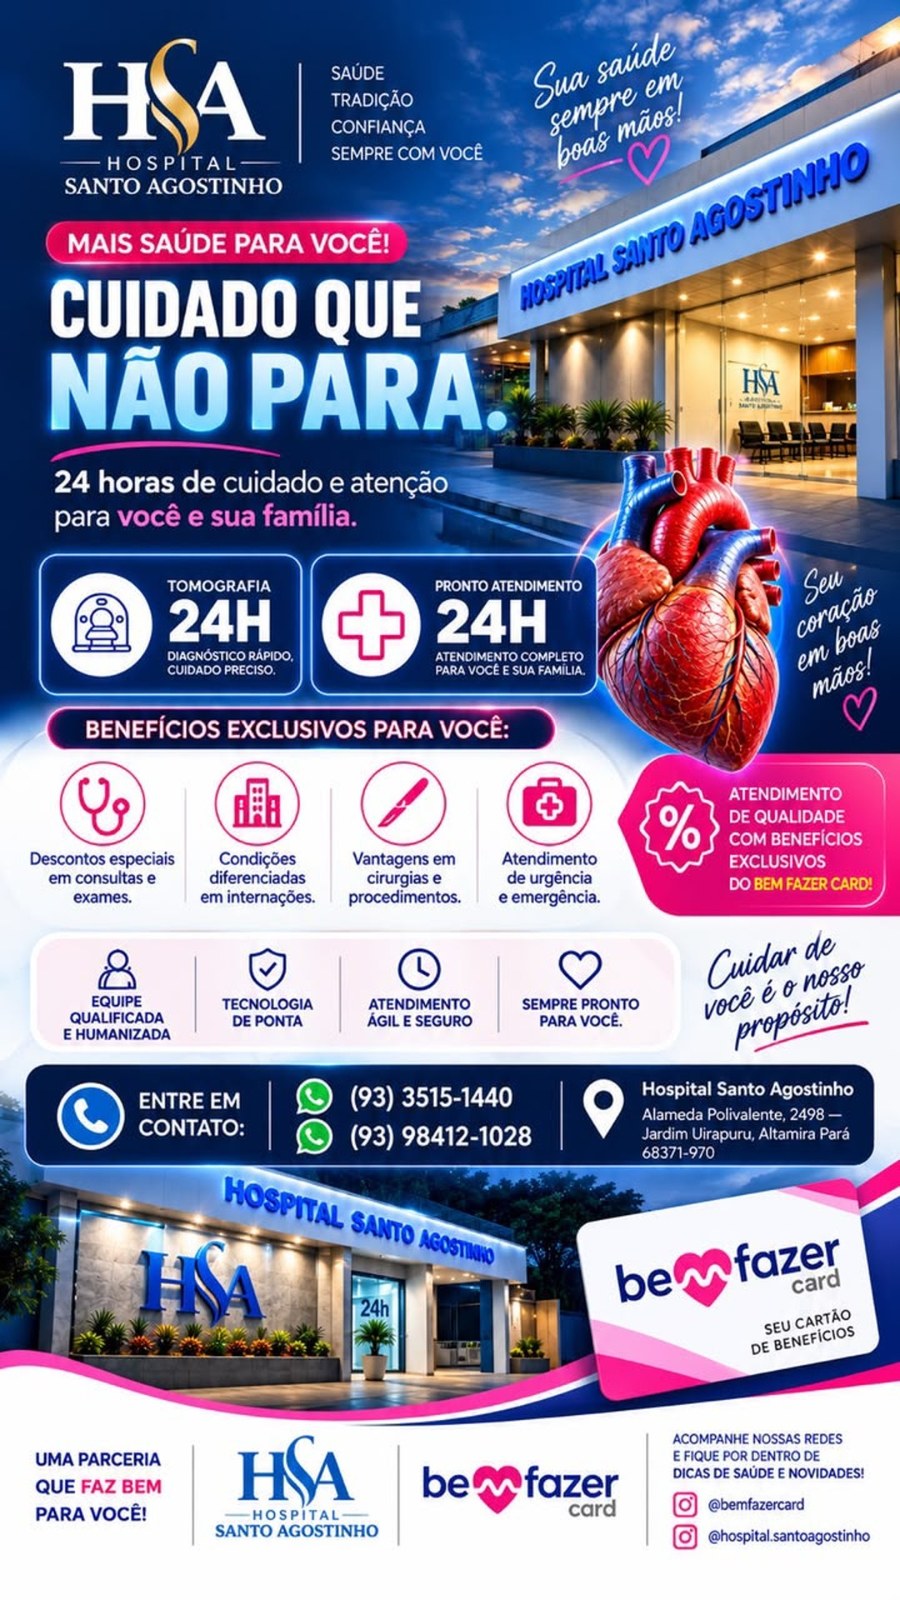 HSA
HOSPITAL
SANTO AGOSTINHO
SAÚDE
TRADIÇÃO
CONFIANÇA
SEMPRE COM VOCÊ
Sua saúde
sempre em
boas mãos!
HOSPITAL SANTO AGOSTINHO
HSA
SANTO AGOSTINHO
MAIS SAÚDE PARA VOCÊ!
CUIDADO QUE
NÃO PARA.
24 horas de cuidado e atenção
para você e sua família.
TOMOGRAFIA
24H
DIAGNÓSTICO RÁPIDO,
CUIDADO PRECISO.
PRONTO ATENDIMENTO
24H
ATENDIMENTO COMPLETO
PARA VOCÊ E SUA FAMÍLIA.
Seu
coração
em boas
mãos!
BENEFÍCIOS EXCLUSIVOS PARA VOCÊ:
Descontos especiais
em consultas e
exames.
Condições
diferenciadas
em internações.
Vantagens em
cirurgias e
procedimentos.
Atendimento
de urgência
e emergência.
%
ATENDIMENTO
DE QUALIDADE
COM BENEFÍCIOS
EXCLUSIVOS
DO BEM FAZER CARD!
EQUIPE
QUALIFICADA
E HUMANIZADA
TECNOLOGIA
DE PONTA
ATENDIMENTO
ÁGIL E SEGURO
SEMPRE PRONTO
PARA VOCÊ.
Cuidar de
você é o nosso
propósito!
ENTRE EM
CONTATO:
(93) 3515-1440
(93) 98412-1028
Hospital Santo Agostinho
Alameda Polivalente, 2498 —
Jardim Uirapuru, Altamira Pará
68371-970
HOSPITAL SANTO AGOSTINHO
HSA
24h
bemfazer
card
SEU CARTÃO
DE BENEFÍCIOS
UMA PARCERIA
QUE FAZ BEM
PARA VOCÊ!
HSA
HOSPITAL
SANTO AGOSTINHO
bemfazer
card
ACOMPANHE NOSSAS REDES
E FIQUE POR DENTRO DE
DICAS DE SAÚDE E NOVIDADES!
@bemfazercard
@hospital.santoagostinho